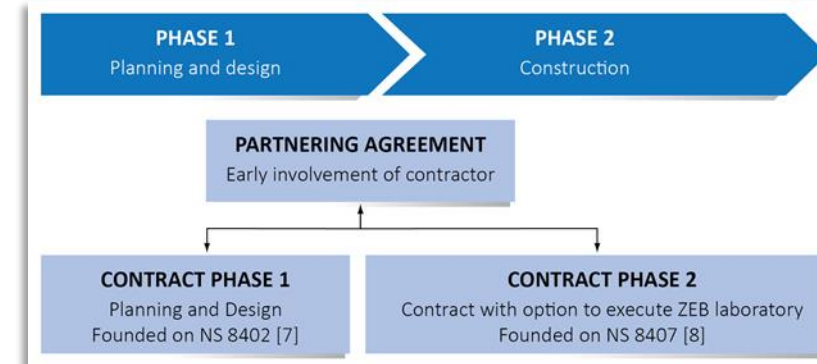 PHASE 1
Planning and design
PHASE 2
Construction
PARTNERING AGREEMENT
Early involvement of contractor
CONTRACT PHASE 1
Planning and Design
Founded on NS 8402 [7]
CONTRACT PHASE 2
Contract with option to execute ZEB laboratory
Founded on NS 8407 [8]